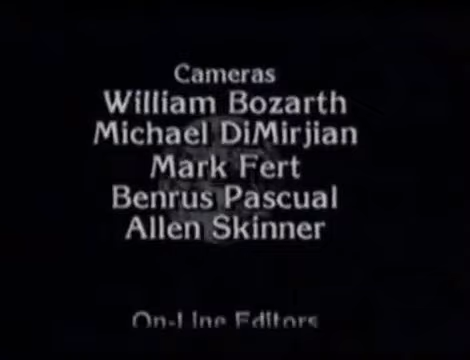 Cameras
William Bozarth
Michael DiMirjian
Mark Fert
Benrus Pascual
Allen Skinner
On-Line Editors